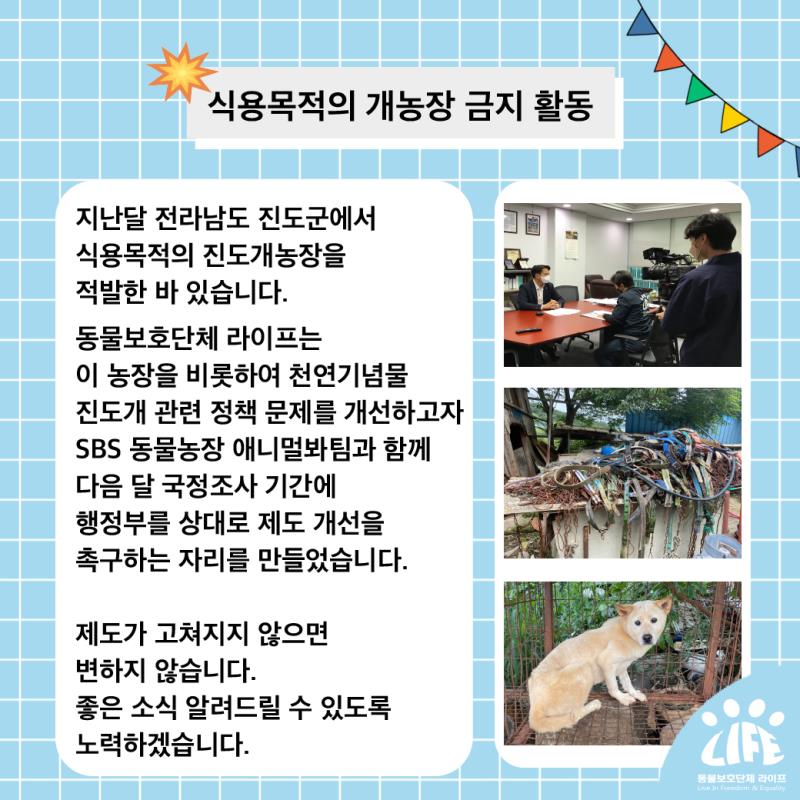 식용목적의 개농장 금지 활동
지난달 전라남도 진도군에서
식용목적의 진도개농장을
적발한 바 있습니다.
동물보호단체 라이프는
이 농장을 비롯하여 천연기념물
진도개 관련 정책 문제를 개선하고자
SBS 동물농장 애니멀봐팀과 함께
다음 달 국정조사 기간에
행정부를 상대로 제도 개선을
촉구하는 자리를 만들었습니다.
제도가 고쳐지지 않으면
변하지 않습니다.
좋은 소식 알려드릴 수 있도록
노력하겠습니다.
LIFE
동물보호단체 라이프
Live In Freedom & Equality